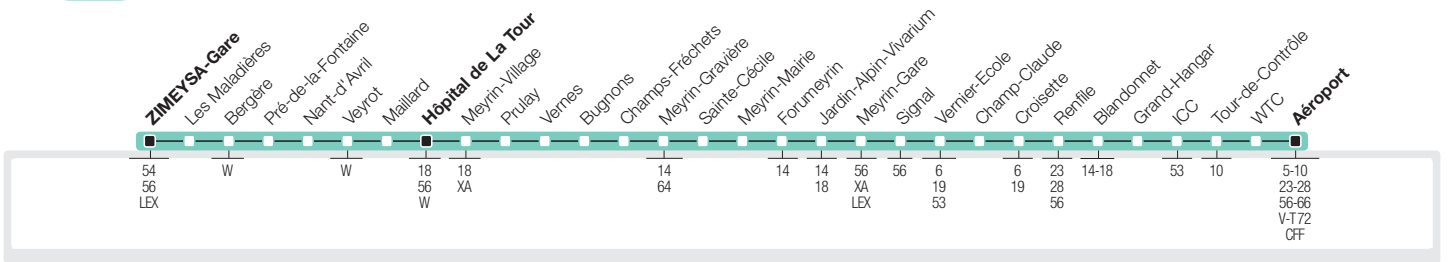 ZIMEYSA-Gare
Les Maladières
Bergère
Pré-de-la-Fontaine
Nant-d'Avril
Veyrot
Maillard
Hôpital de La Tour
Meyrin-Village
Prulay
Vernes
Bugnons
Champs-Fréchets
Meyrin-Gravière
Sainte-Cécile
Meyrin-Mairie
Forumeyrin
Jardin-Alpin-Vivarium
Meyrin-Gare
Signal
Vernier-Ecole
Champ-Claude
Croisette
Renfile
Blandonnet
Grand-Hangar
ICC
Tour-de-Contrôle
WTC
Aéroport
54
56
LEX
W
W
18
56
W
18
XA
14
64
14
14
18
56
XA
LEX
56
6
19
53
6
19
23
28
56
14-18
53
10
5-10
23-28
56-66
V-T72
CFF